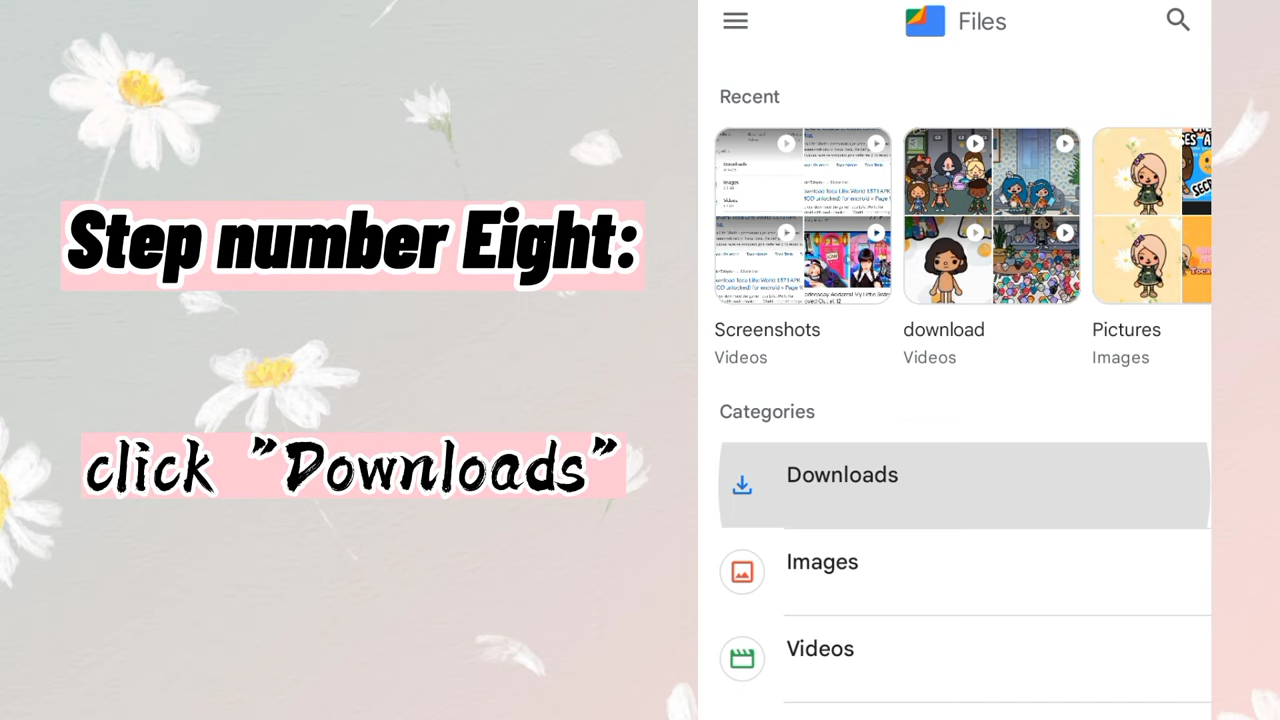 Step number Eight:
click "Downloads"
Files
Recent
Screenshots
Videos
download
Videos
Pictures
Images
Categories
Downloads
Images
Videos